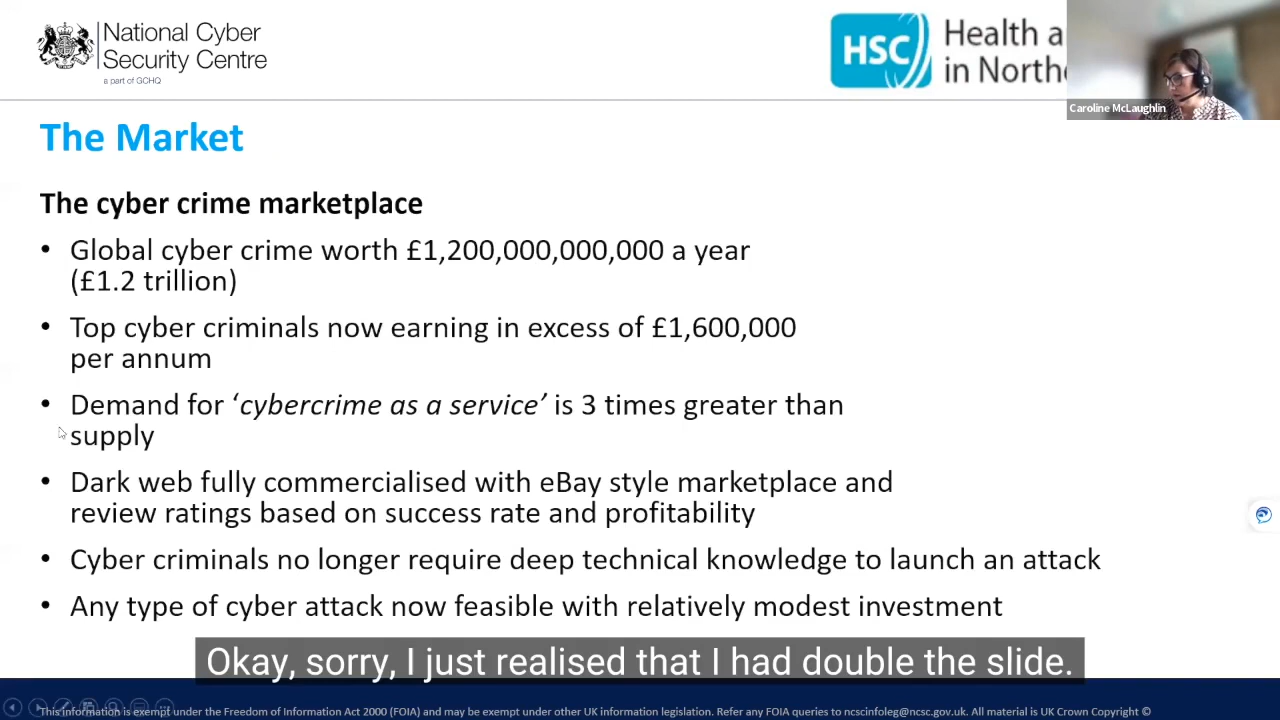 National Cyber
Security Centre
a part of GCHQ
HSC
Health a
in North
Caroline McLaughlin
The Market
The cyber crime marketplace
• Global cyber crime worth £1,200,000,000,000 a year
(£1.2 trillion)
• Top cyber criminals now earning in excess of £1,600,000
per annum
• Demand for ‘cybercrime as a service’ is 3 times greater than
supply
• Dark web fully commercialised with eBay style marketplace and
review ratings based on success rate and profitability
• Cyber criminals no longer require deep technical knowledge to launch an attack
• Any type of cyber attack now feasible with relatively modest investment
Okay, sorry, I just realised that I had double the slide.
This information is exempt under the Freedom of Information Act 2000 (FOIA) and may be exempt under other UK information legislation. Refer any FOIA queries to ncscinfoleg@ncsc.gov.uk. All material is UK Crown Copyright ©